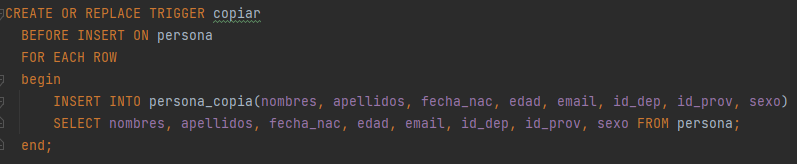 CREATE OR REPLACE TRIGGER copiar
BEFORE INSERT ON persona
FOR EACH ROW
begin
INSERT INTO persona_copia(nombres, apellidos, fecha_nac, edad, email, id_dep, id_prov, sexo)
SELECT nombres, apellidos, fecha_nac, edad, email, id_dep, id_prov, sexo FROM persona;
end;